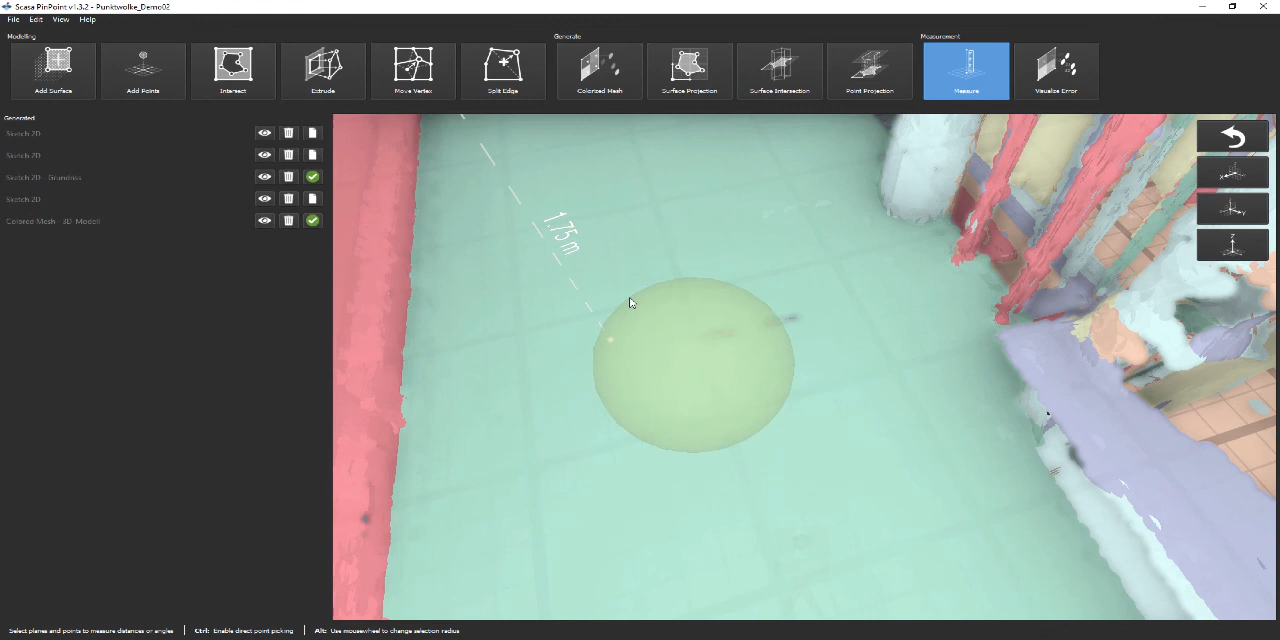 Scasa PinPoint v1.3.2 - Punktwolke_Demo02
File Edit View Help
Modelling
Generate
Measurement
Add Surface
Add Points
Intersect
Extrude
Move Vertex
Split Edge
Colorized Mesh
Surface Projection
Surface Intersection
Point Projection
Measure
Visualize Error
Generated
Sketch 2D
Sketch 2D
Sketch 2D - Grundriss
Sketch 2D
Colored Mesh - 3D Modell
1.75 m
X
Y
Z
Select planes and points to measure distances or angles
Ctrl: Enable direct point picking
Alt: Use mousewheel to change selection radius